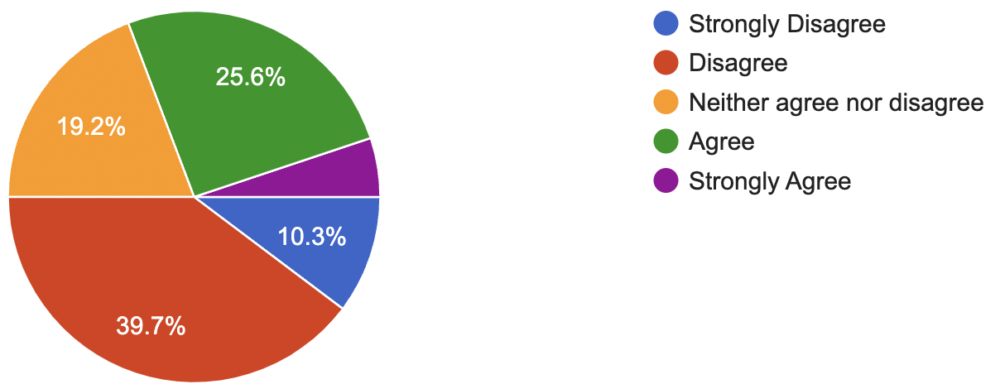 Strongly Disagree
Disagree
Neither agree nor disagree
Agree
Strongly Agree
25.6%
19.2%
10.3%
39.7%